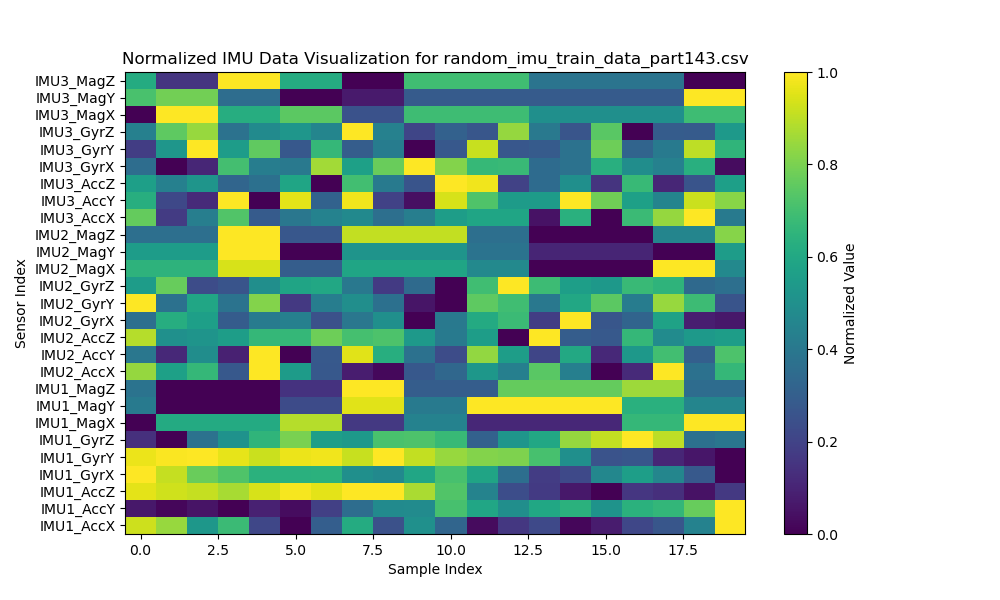 Normalized IMU Data Visualization for random_imu_train_data_part143.csv
IMU3_MagZ
IMU3_MagY
IMU3_MagX
IMU3_GyrZ
IMU3_GyrY
IMU3_GyrX
IMU3_AccZ
IMU3_AccY
IMU3_AccX
IMU2_MagZ
IMU2_MagY
IMU2_MagX
IMU2_GyrZ
IMU2_GyrY
IMU2_GyrX
IMU2_AccZ
IMU2_AccY
IMU2_AccX
IMU1_MagZ
IMU1_MagY
IMU1_MagX
IMU1_GyrZ
IMU1_GyrY
IMU1_GyrX
IMU1_AccZ
IMU1_AccY
IMU1_AccX
Sensor Index
0.0 2.5 5.0 7.5 10.0 12.5 15.0 17.5
Sample Index
1.0
0.8
0.6
0.4
0.2
0.0
Normalized Value